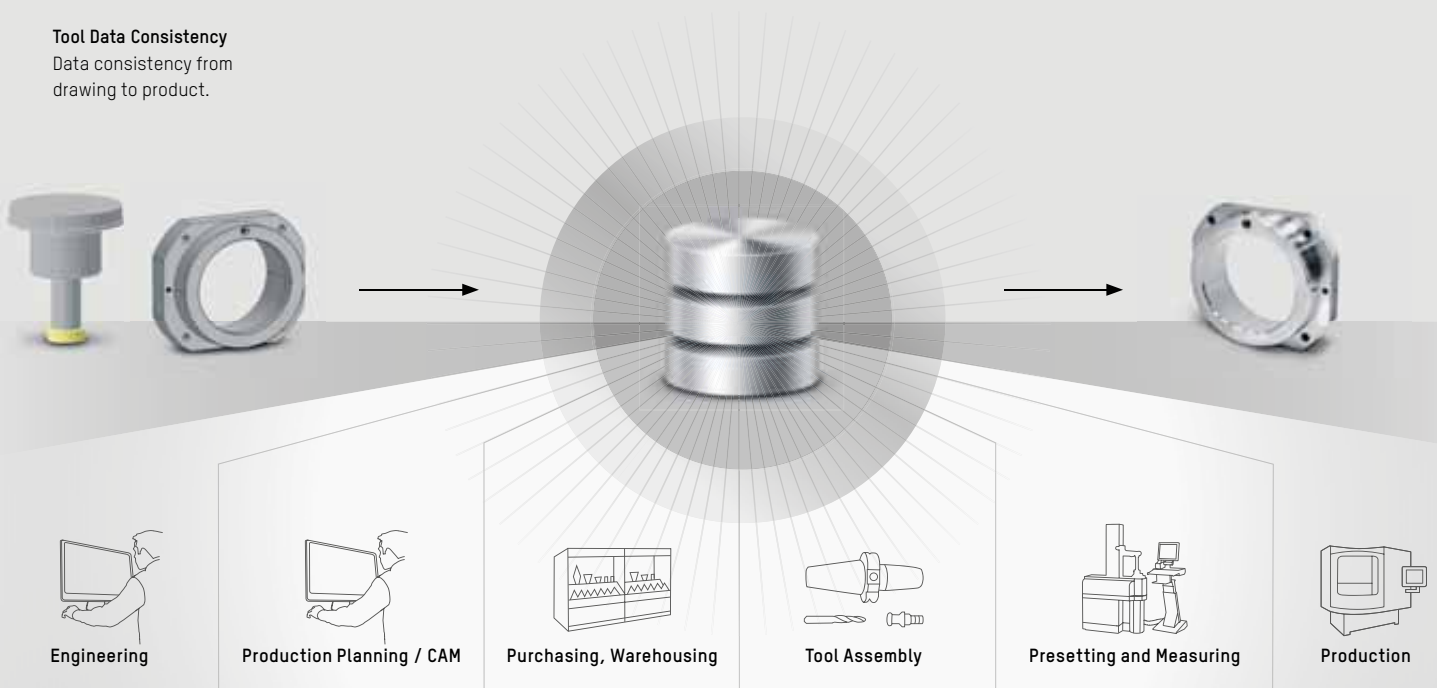 Tool Data Consistency
Data consistency from
drawing to product.
Engineering
Production Planning / CAM
Purchasing, Warehousing
Tool Assembly
Presetting and Measuring
Production